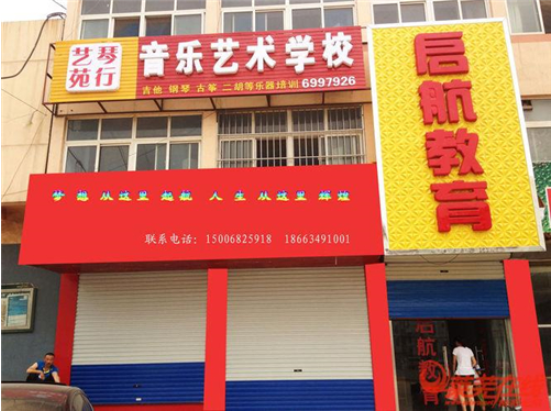 琴行
艺苑
音乐艺术学校
吉他 钢琴 古筝 二胡等乐器培训 6997926
启航教育
梦想 从这里 起航 人生 从这里 辉煌
联系电话：15006825918 18663491001
启航教育